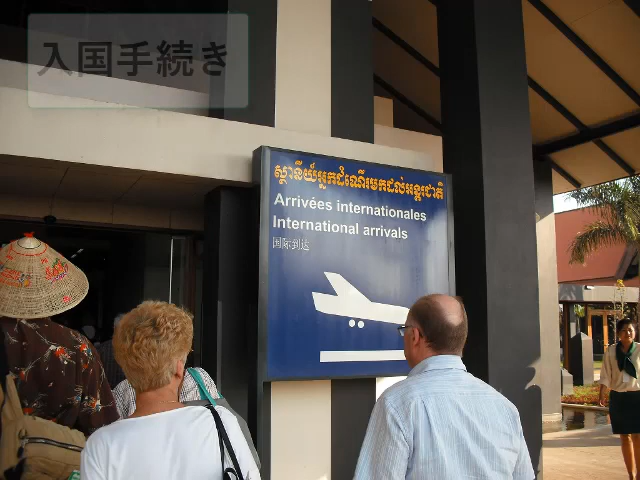 入国手続き
ស្ថានីយ៍អ្នកដំណើរមកដល់អន្តរជាតិ
Arrivées internationales
International arrivals
国际到达